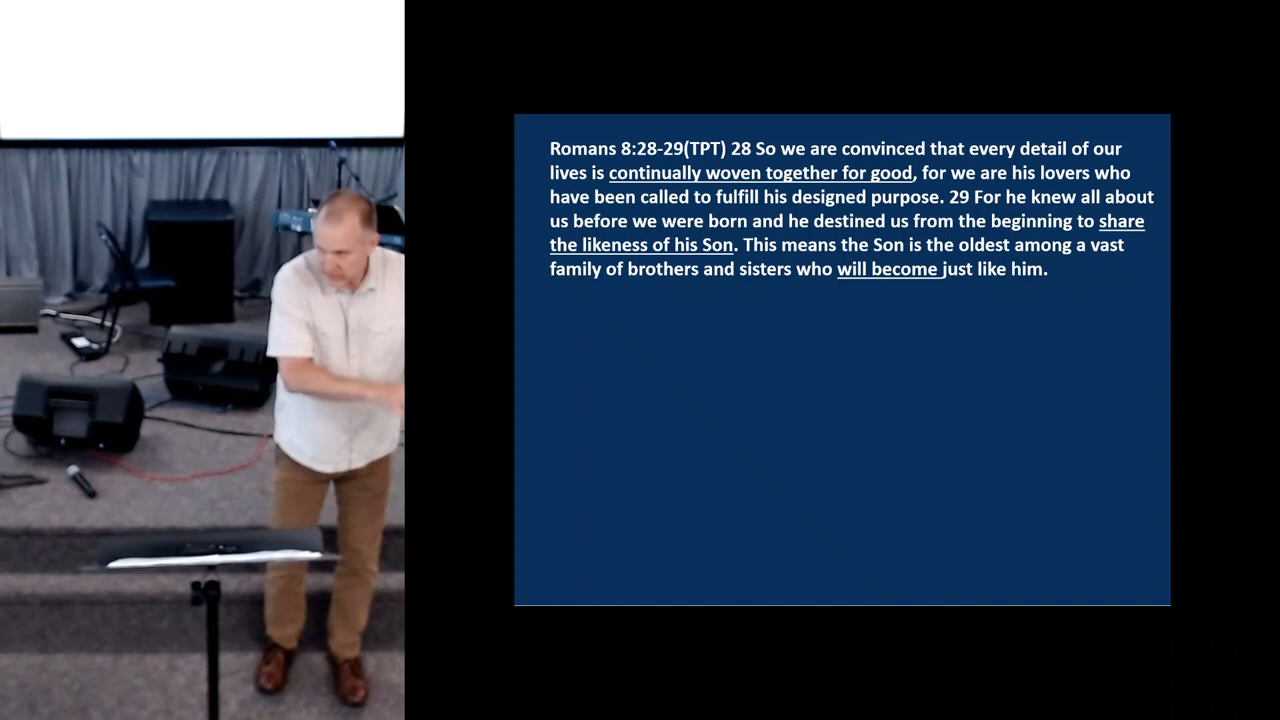 Romans 8:28-29(TPT) 28 So we are convinced that every detail of our
lives is continually woven together for good, for we are his lovers who
have been called to fulfill his designed purpose. 29 For he knew all about
us before we were born and he destined us from the beginning to share
the likeness of his Son. This means the Son is the oldest among a vast
family of brothers and sisters who will become just like him.